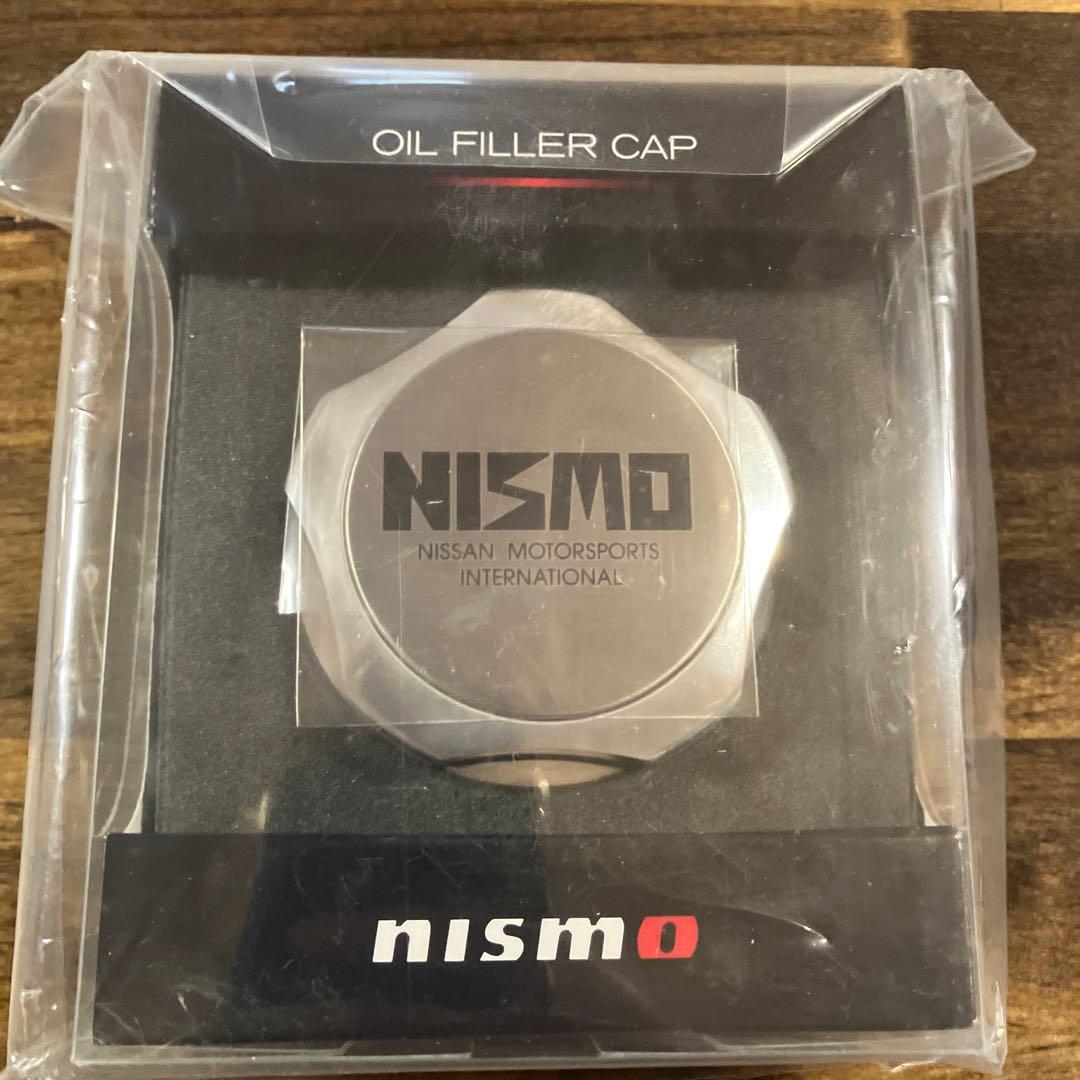 OIL FILLER CAP
NISMO
NISSAN MOTORSPORTS
INTERNATIONAL
nismo